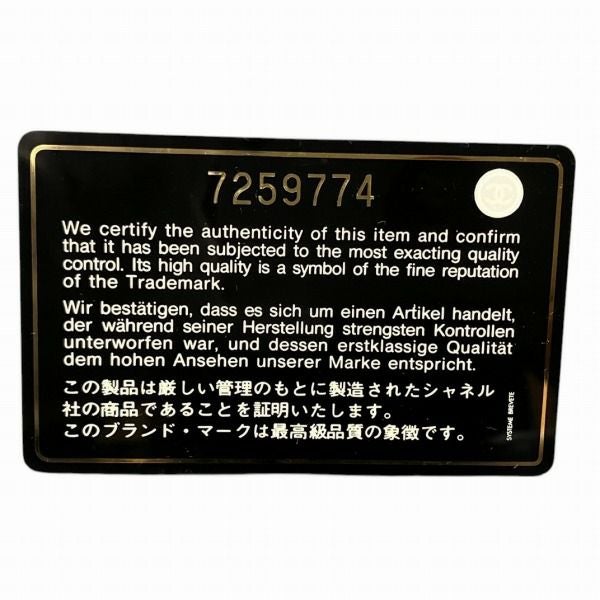 7259774
We certify the authenticity of this item and confirm
that it has been subjected to the most exacting quality
control. Its high quality is a symbol of the fine reputation
of the Trademark.
Wir bestätigen, dass es sich um einen Artikel handelt,
der während seiner Herstellung strengsten Kontrollen
unterworfen war, und dessen erstklassige Qualität
dem hohen Ansehen unserer Marke entspricht.
この製品は厳しい管理のもとに製造されたシャネル
社の商品であることを証明いたします。
このブランド・マークは最高級品質の象徴です。
SYSTEME BREVETE